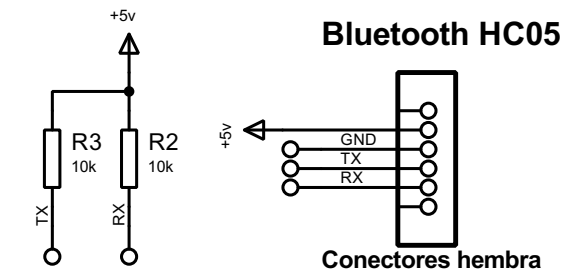 +5v
Bluetooth HC05
R3
10k
R2
10k
TX
RX
+5v
GND
TX
RX
Conectores hembra